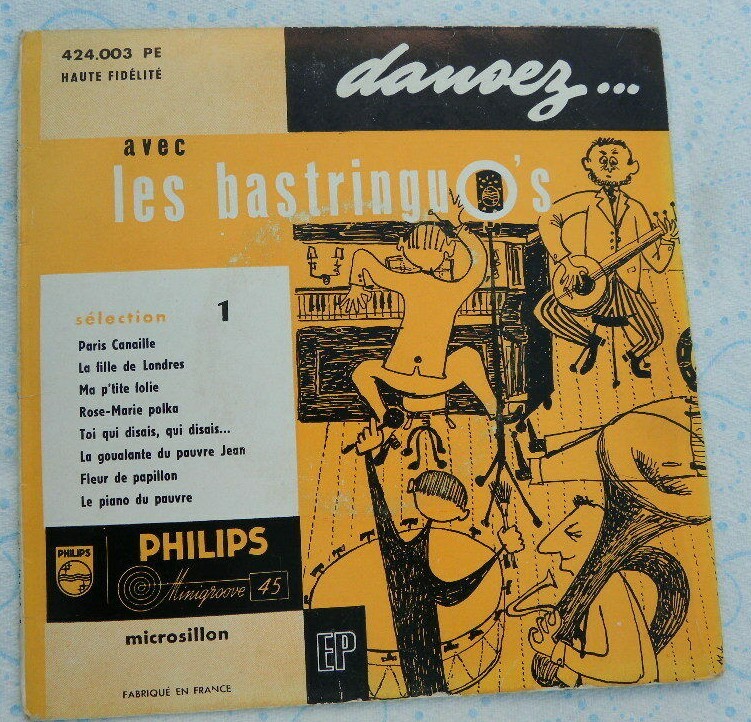 424.003 PE
HAUTE FIDÉLITÉ
dansez...
avec
les bastringuO's
sélection 1
Paris Canaille
La fille de Londres
Ma p'tite folie
Rose-Marie polka
Toi qui disais, qui disais...
La goualante du pauvre Jean
Fleur de papillon
Le piano du pauvre
PHILIPS
PHILIPS
Minigroove 45
microsillon
EP
FABRIQUÉ EN FRANCE